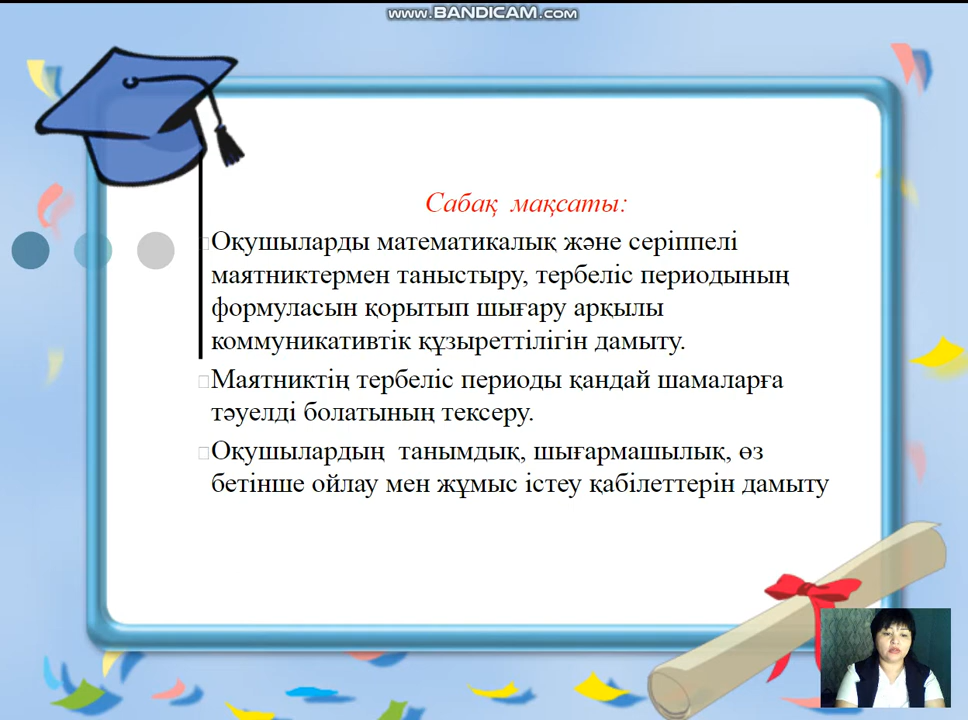 www.BANDICAM.com
Сабақ мақсаты:
Оқушыларды математикалық және серіппелі
маятниктермен таныстыру, тербеліс периодының
формуласын қорытып шығару арқылы
коммуникативтік құзыреттілігін дамыту.
Маятниктің тербеліс периоды қандай шамаларға
тәуелді болатының тексеру.
Оқушылардың танымдық, шығармашылық, өз
бетінше ойлау мен жұмыс істеу қабілеттерін дамыту